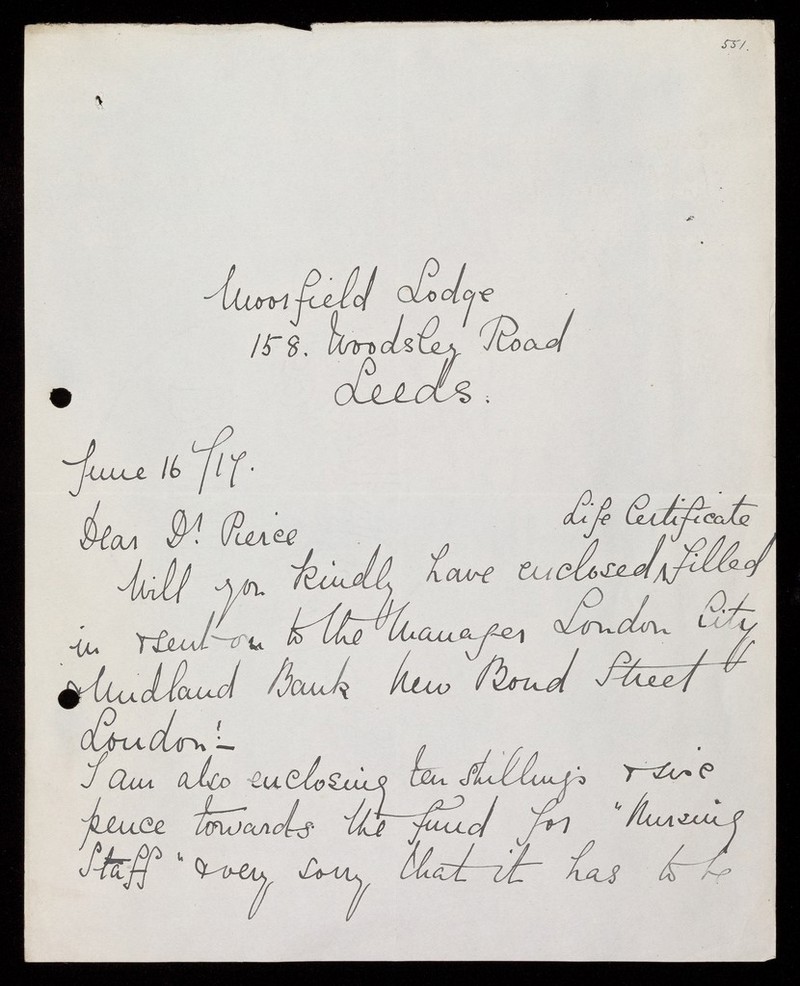 551.
Moorfield Lodge
158. Woodsley Road
Leeds.
June 16/17.
Dear Dr. Pierce
Life Certificate
Will you kindly have enclosed filled
in & sent on to the Manager London City
& Midland Bank New Bond Street
London!—
I am also enclosing ten shillings & six
pence towards the fund for "Nursing
Staff" & very sorry that it has to be